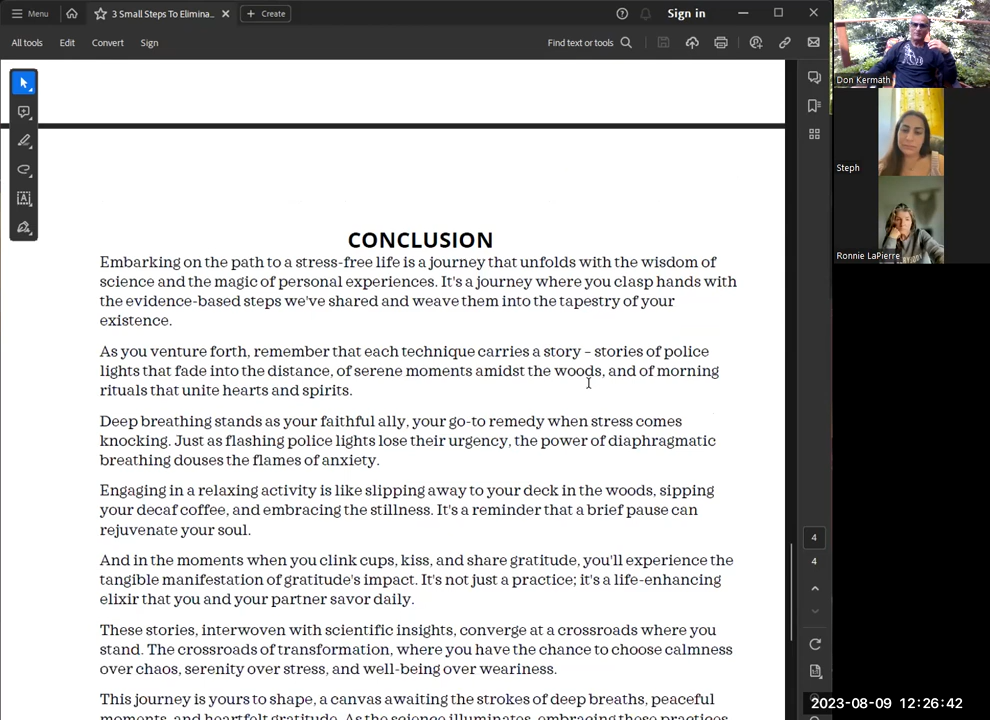 Menu
3 Small Steps To Elimina...
Create
Sign in
All tools
Edit
Convert
Sign
Find text or tools
CONCLUSION
Embarking on the path to a stress-free life is a journey that unfolds with the wisdom of
science and the magic of personal experiences. It's a journey where you clasp hands with
the evidence-based steps we've shared and weave them into the tapestry of your
existence.
As you venture forth, remember that each technique carries a story – stories of police
lights that fade into the distance, of serene moments amidst the woods, and of morning
rituals that unite hearts and spirits.
Deep breathing stands as your faithful ally, your go-to remedy when stress comes
knocking. Just as flashing police lights lose their urgency, the power of diaphragmatic
breathing douses the flames of anxiety.
Engaging in a relaxing activity is like slipping away to your deck in the woods, sipping
your decaf coffee, and embracing the stillness. It's a reminder that a brief pause can
rejuvenate your soul.
And in the moments when you clink cups, kiss, and share gratitude, you'll experience the
tangible manifestation of gratitude's impact. It's not just a practice; it's a life-enhancing
elixir that you and your partner savor daily.
These stories, interwoven with scientific insights, converge at a crossroads where you
stand. The crossroads of transformation, where you have the chance to choose calmness
over chaos, serenity over stress, and well-being over weariness.
This journey is yours to shape, a canvas awaiting the strokes of deep breaths, peaceful
moments, and heartfelt gratitude. As the science illuminates, embracing these practices
4
4
Don Kermath
Steph
Ronnie LaPierre
2023-08-09 12:26:42